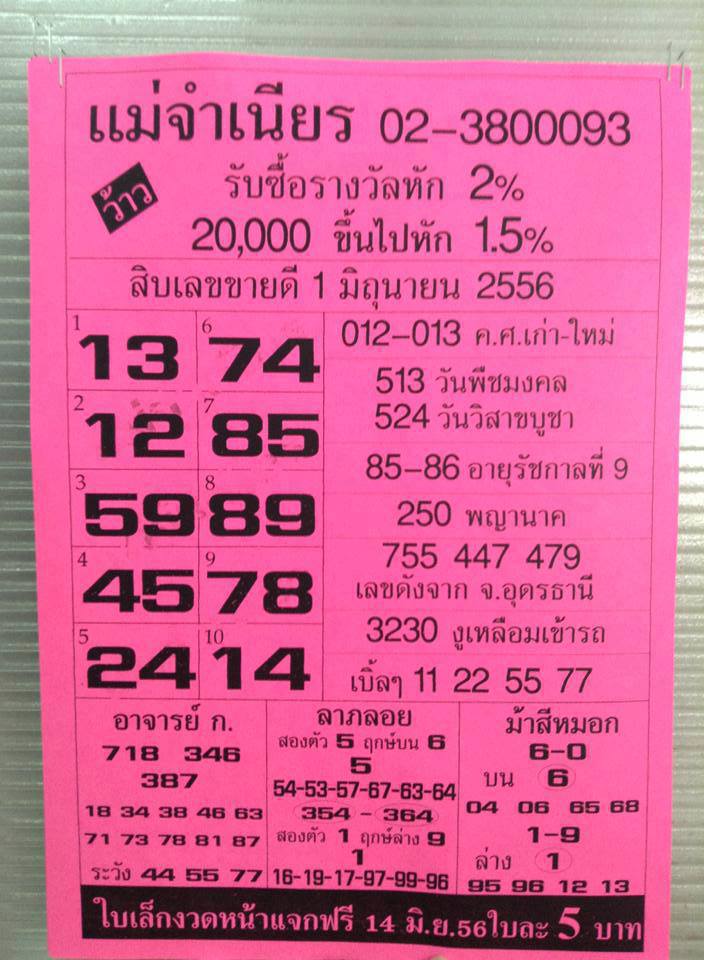 แม่จำเนียร 02-3800093
ว้าว
รับซื้อรางวัลหัก 2%
20,000 ขึ้นไปหัก 1.5%
สิบเลขขายดี 1 มิถุนายน 2556
1 13 6 74
2 12 7 85
3 59 8 89
4 45 9 78
5 24 10 14
012-013 ค.ศ.เก่า-ใหม่
513 วันพืชมงคล
524 วันวิสาขบูชา
85-86 อายุรัชกาลที่ 9
250 พญานาค
755 447 479
เลขดังจาก จ.อุดรธานี
3230 งูเหลือมเข้ารถ
เบิ้ลๆ 11 22 55 77
อาจารย์ ก.
718 346
387
18 34 38 46 63
71 73 78 81 87
ระวัง 44 55 77
ลาภลอย
สองตัว 5 ฤกษ์บน 6
5
54-53-57-67-63-64
354 - 364
สองตัว 1 ฤกษ์ล่าง 9
1
16-19-17-97-99-96
ม้าสีหมอก
6-0
บน 6
04 06 65 68
1-9
ล่าง 1
95 96 12 13
ใบเล็กงวดหน้าแจกฟรี 14 มิ.ย.56ใบละ 5 บาท